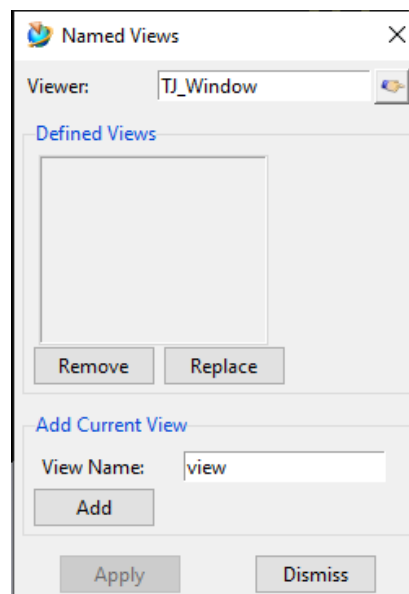 Named Views
Viewer: TJ_Window
Defined Views
Remove Replace
Add Current View
View Name: view
Add
Apply Dismiss